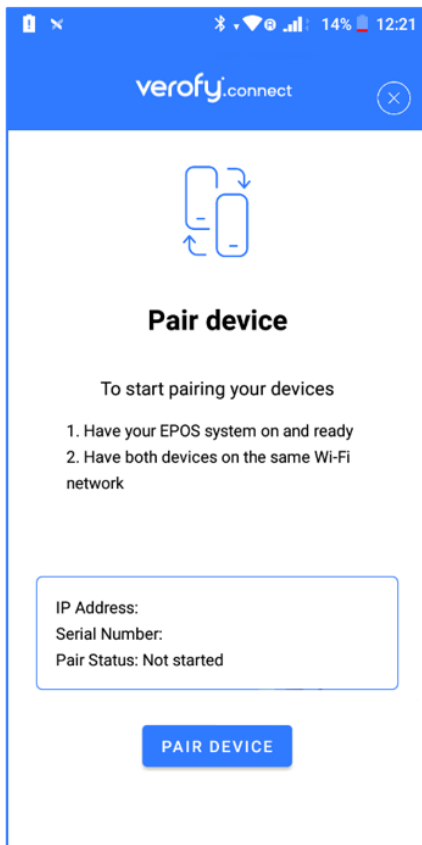 14% 12:21
verofy.connect
Pair device
To start pairing your devices
1. Have your EPOS system on and ready
2. Have both devices on the same Wi-Fi
network
IP Address:
Serial Number:
Pair Status: Not started
PAIR DEVICE